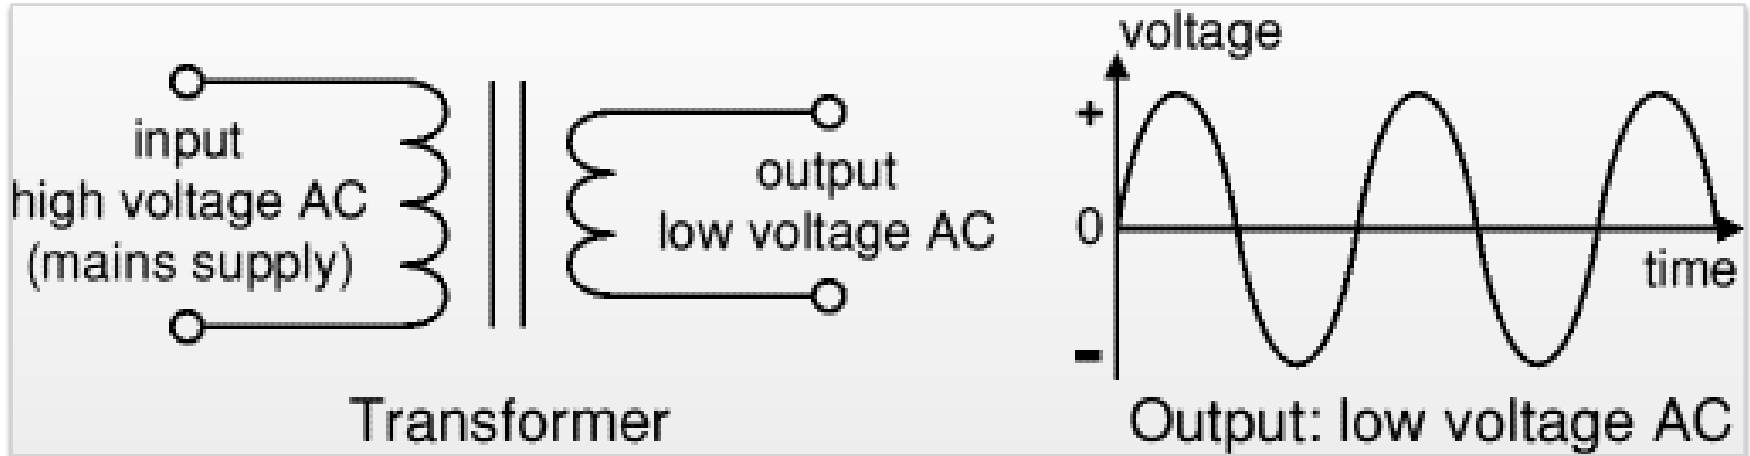 input
high voltage AC
(mains supply)
output
low voltage AC
Transformer
voltage
+
0
-
time
Output: low voltage AC